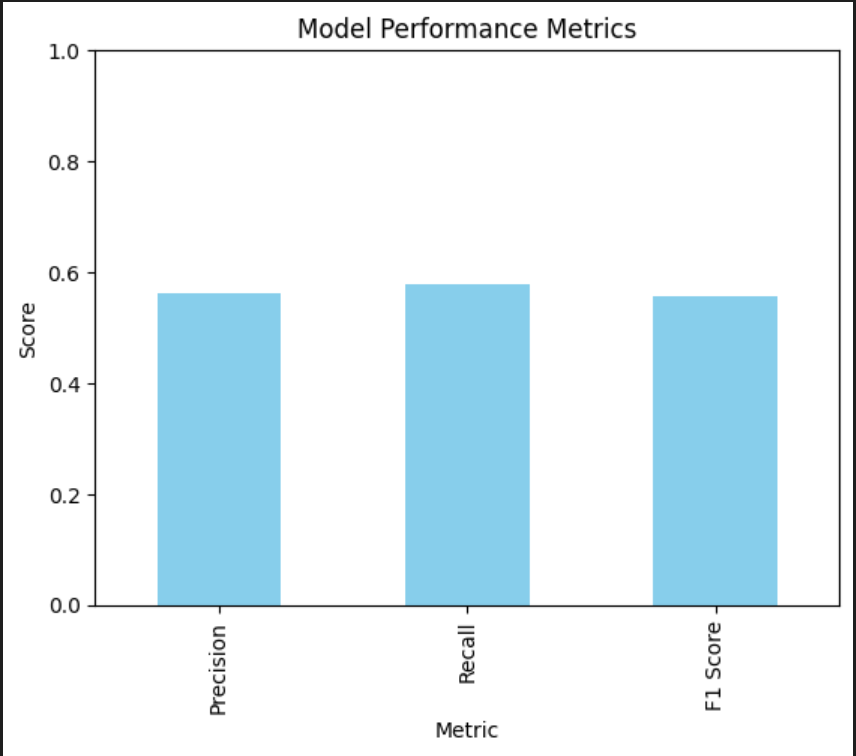 Model Performance Metrics
1.0
0.8
0.6
0.4
0.2
0.0
Score
Precision
Recall
F1 Score
Metric